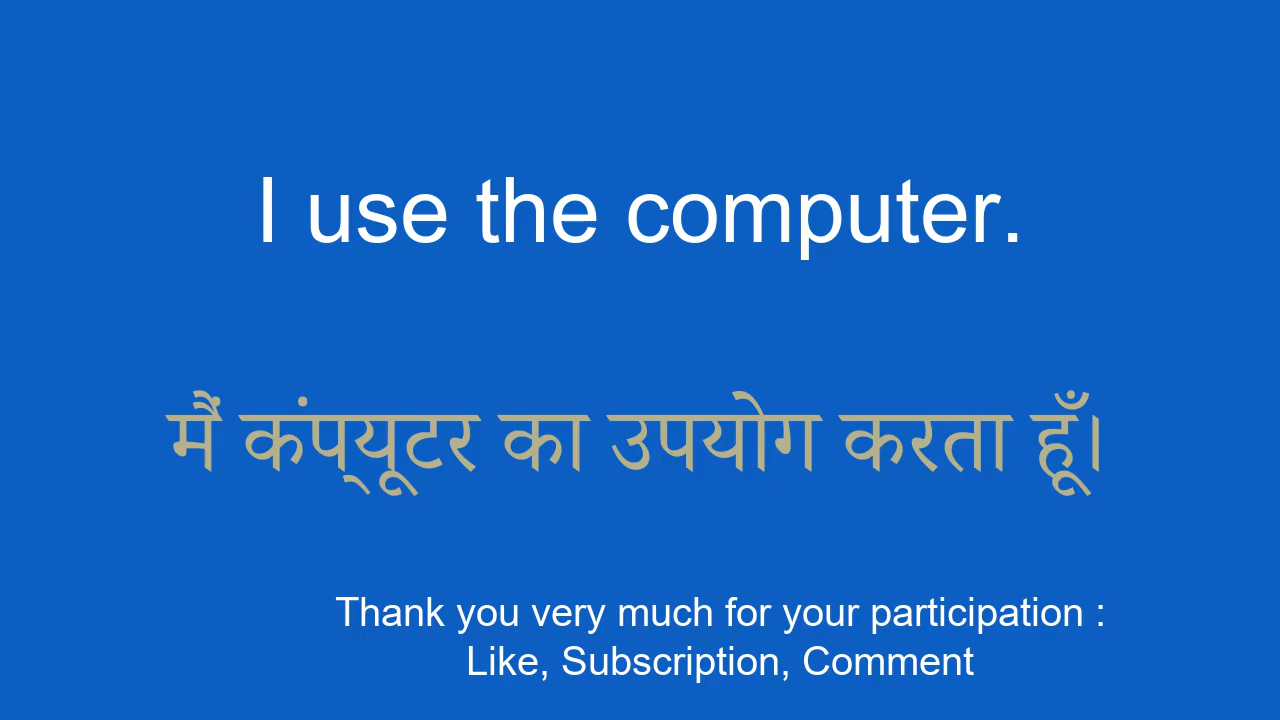 I use the computer.
मैं कंप्यूटर का उपयोग करता हूँ।
Thank you very much for your participation :
Like, Subscription, Comment